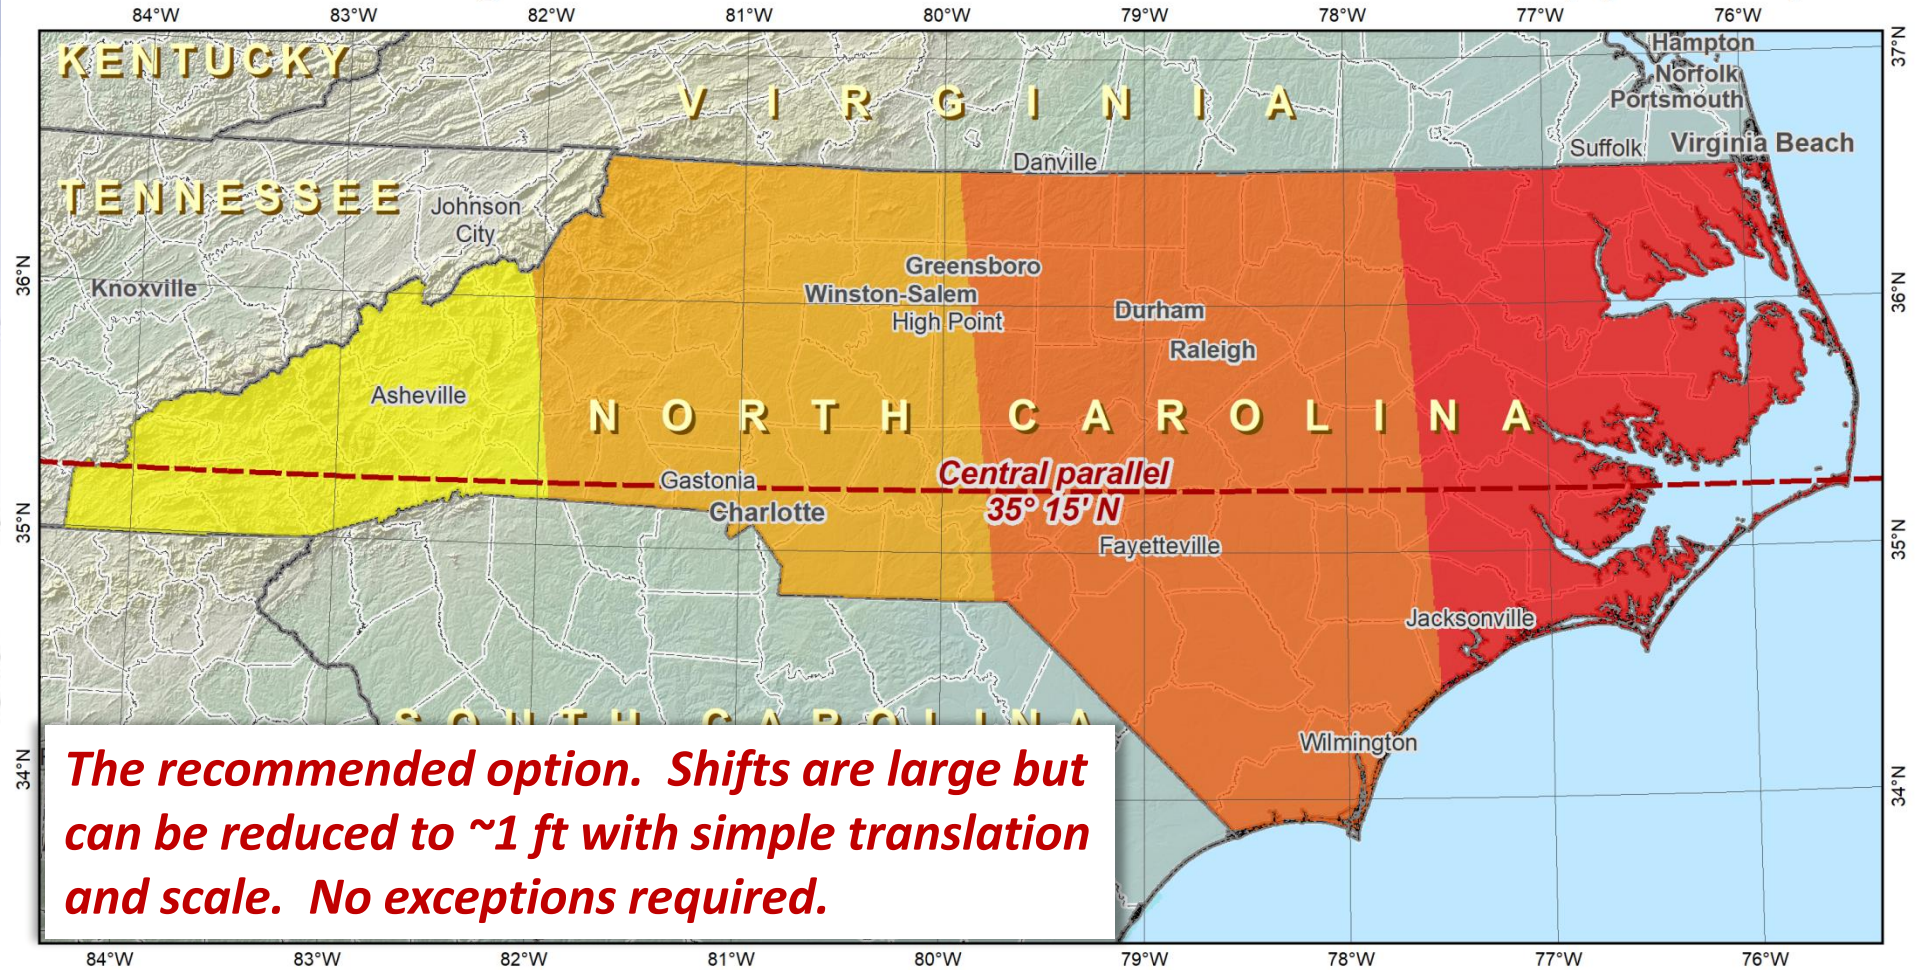 84°W 83°W 82°W 81°W 80°W 79°W 78°W 77°W 76°W
37°N
KENTUCKY
VIRGINIA
Hampton
Norfolk
Portsmouth
Virginia Beach
Suffolk
Danville
TENNESSEE
Johnson
City
36°N
Knoxville
Greensboro
Winston-Salem
High Point
Durham
Raleigh
36°N
Asheville
NORTH CAROLINA
Gastonia
Charlotte
Central parallel
35° 15' N
Fayetteville
35°N
35°N
Jacksonville
SOUTH CAROLINA
Wilmington
34°N
34°N
The recommended option. Shifts are large but
can be reduced to ~1 ft with simple translation
and scale. No exceptions required.
84°W 83°W 82°W 81°W 80°W 79°W 78°W 77°W 76°W